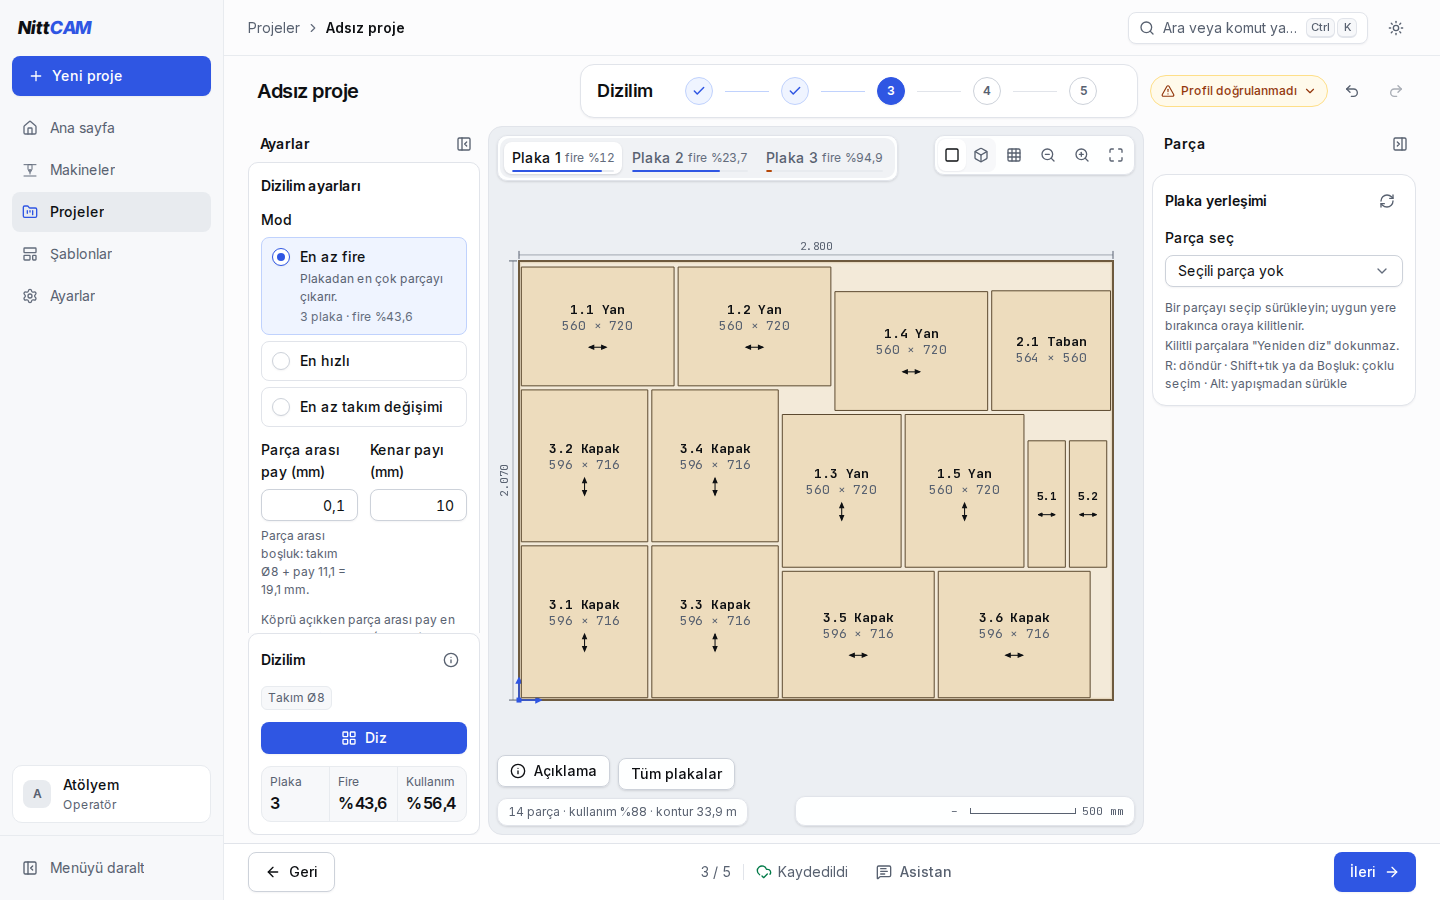 NittCAM
Yeni proje
Ana sayfa
Makineler
Projeler
Şablonlar
Ayarlar
A
Atölyem
Operatör
Menüyü daralt
Projeler > Adsız proje
Ara veya komut ya... Ctrl K
Adsız proje
Dizilim 3 4 5
Profil doğrulanmadı
Ayarlar
Dizilim ayarları
Mod
En az fire
Plakadan en çok parçayı
çıkarır.
3 plaka · fire %43,6
En hızlı
En az takım değişimi
Parça arası
pay (mm)
Kenar payı
(mm)
0,1
10
Parça arası
boşluk: takım
Ø8 + pay 11,1 =
19,1 mm.
Köprü açıkken parça arası pay en
Dizilim
Takım Ø8
Diz
Plaka Fire Kullanım
3 %43,6 %56,4
Plaka 1 fire %12 Plaka 2 fire %23,7 Plaka 3 fire %94,9
2.800
2.070
1.1 Yan
560 × 720
1.2 Yan
560 × 720
1.4 Yan
560 × 720
2.1 Taban
564 × 560
3.2 Kapak
596 × 716
3.4 Kapak
596 × 716
1.3 Yan
560 × 720
1.5 Yan
560 × 720
5.1
5.2
3.1 Kapak
596 × 716
3.3 Kapak
596 × 716
3.5 Kapak
596 × 716
3.6 Kapak
596 × 716
Açıklama
Tüm plakalar
14 parça · kullanım %88 · kontur 33,9 m
– 500 mm
Parça
Plaka yerleşimi
Parça seç
Seçili parça yok
Bir parçayı seçip sürükleyin; uygun yere
bırakınca oraya kilitlenir.
Kilitli parçalara "Yeniden diz" dokunmaz.
R: döndür · Shift+tık ya da Boşluk: çoklu
seçim · Alt: yapışmadan sürükle
Geri
3 / 5
Kaydedildi
Asistan
İleri